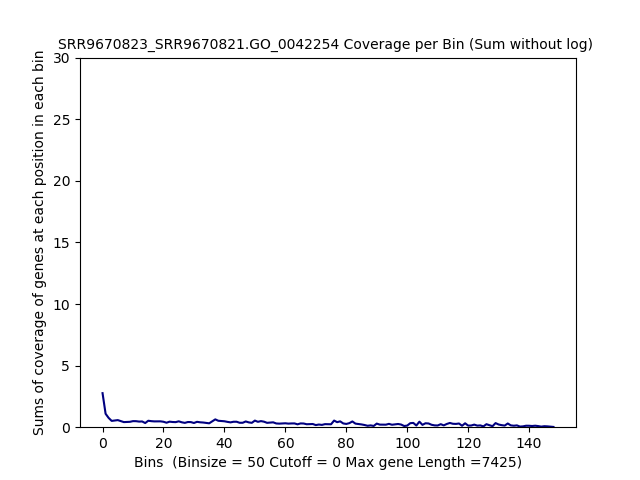 SRR9670823_SRR9670821.GO_0042254 Coverage per Bin (Sum without log)
Sums of coverage of genes at each position in each bin
30
25
20
15
10
5
0
0 20 40 60 80 100 120 140
Bins  (Binsize = 50 Cutoff = 0 Max gene Length =7425)